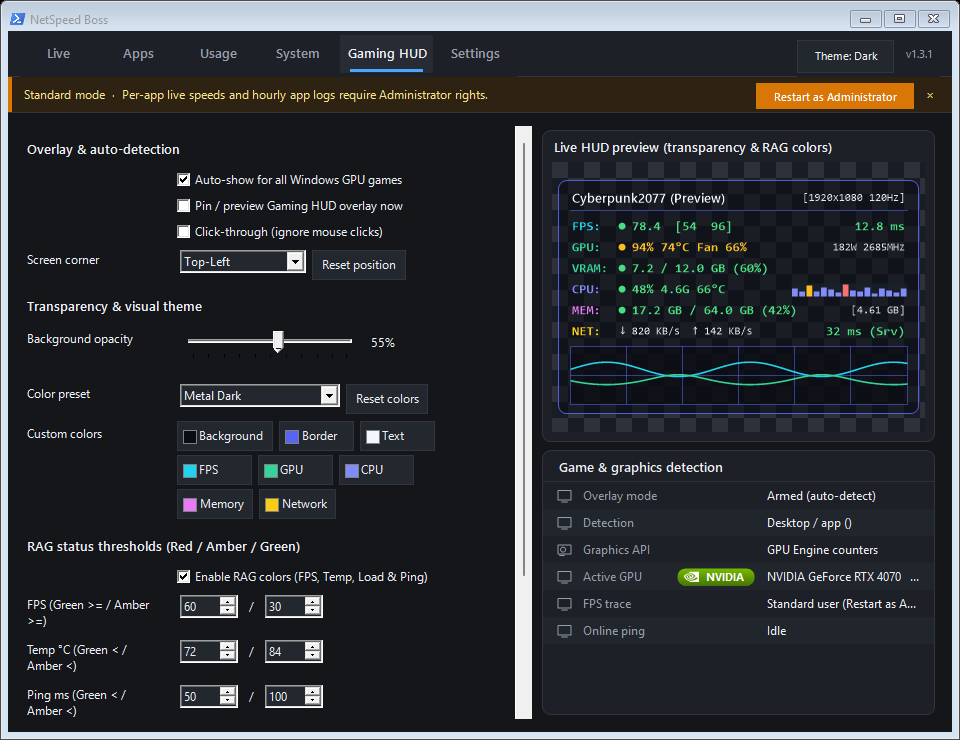 NetSpeed Boss
Live Apps Usage System Gaming HUD Settings Theme: Dark v1.3.1
Standard mode · Per-app live speeds and hourly app logs require Administrator rights. Restart as Administrator ×
Overlay & auto-detection
Auto-show for all Windows GPU games
Pin / preview Gaming HUD overlay now
Click-through (ignore mouse clicks)
Screen corner Top-Left Reset position
Transparency & visual theme
Background opacity 55%
Color preset Metal Dark Reset colors
Custom colors Background Border Text
FPS GPU CPU
Memory Network
RAG status thresholds (Red / Amber / Green)
Enable RAG colors (FPS, Temp, Load & Ping)
FPS (Green >= / Amber
>=)
60 / 30
Temp °C (Green < /
Amber <)
72 / 84
Ping ms (Green < /
Amber <)
50 / 100
Live HUD preview (transparency & RAG colors)
Cyberpunk2077 (Preview) [1920x1080 120Hz]
FPS: 78.4 [54 96] 12.8 ms
GPU: 94% 74°C Fan 66% 182W 2685MHz
VRAM: 7.2 / 12.0 GB (60%)
CPU: 48% 4.6G 66°C
MEM: 17.2 GB / 64.0 GB (42%) [4.61 GB]
NET: ↓ 820 KB/s ↑ 142 KB/s 32 ms (Srv)
Game & graphics detection
Overlay mode Armed (auto-detect)
Detection Desktop / app ()
Graphics API GPU Engine counters
Active GPU NVIDIA NVIDIA GeForce RTX 4070 ...
FPS trace Standard user (Restart as A...
Online ping Idle